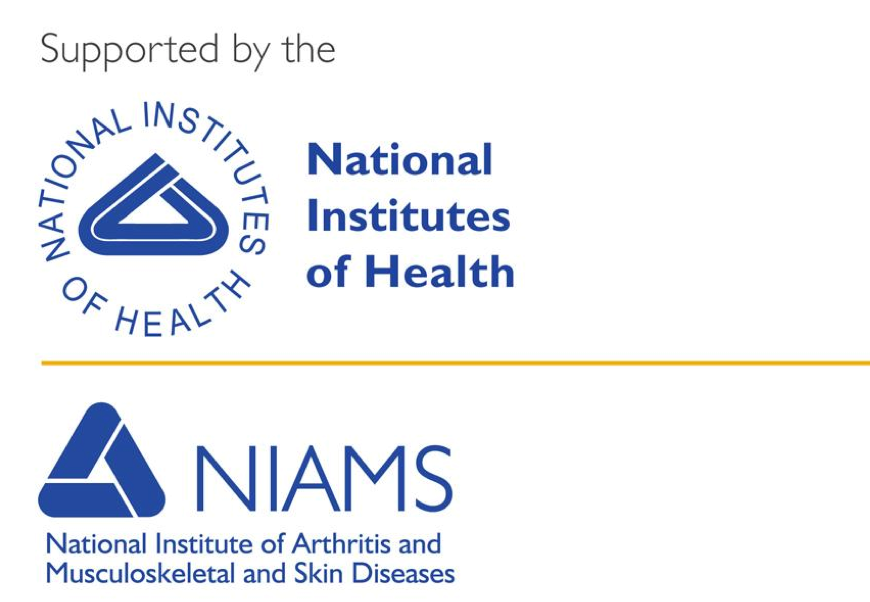 Supported by the
NATIONAL INSTITUTES
OF HEALTH
National
Institutes
of Health
NIAMS
National Institute of Arthritis and
Musculoskeletal and Skin Diseases